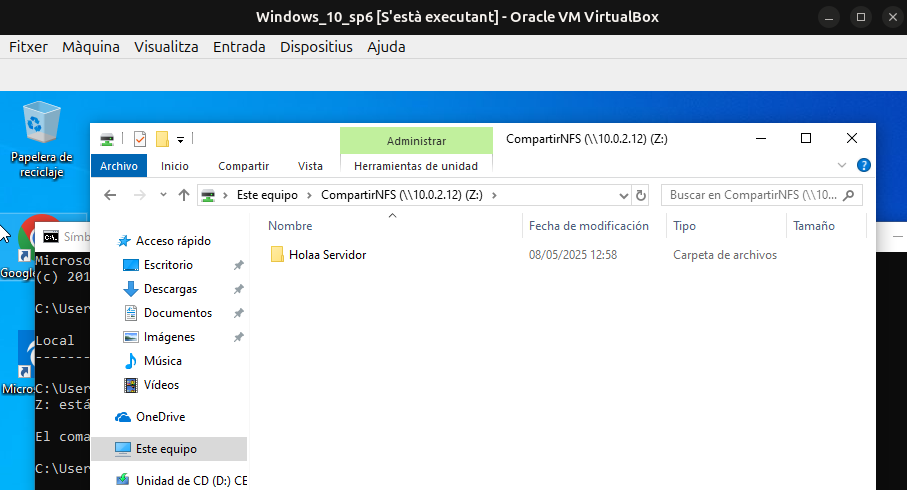 Windows_10_sp6 [S'està executant] - Oracle VM VirtualBox
Fitxer Màquina Visualitza Entrada Dispositius Ajuda
Papelera de
reciclaje
Administrar
CompartirNFS (\\10.0.2.12) (Z:)
Archivo Inicio Compartir Vista Herramientas de unidad
Este equipo > CompartirNFS (\\10.0.2.12) (Z:) >
Buscar en CompartirNFS (\\10...
Nombre Fecha de modificación Tipo Tamaño
Holaa Servidor 08/05/2025 12:58 Carpeta de archivos
Acceso rápido
Escritorio
Descargas
Documentos
Imágenes
Música
Vídeos
OneDrive
Este equipo
Unidad de CD (D:) CE
Símb
Google
Micros
C:\.
Microso
(c) 201
C:\User
Local
-------
C:\User
Z: está
El coma
C:\User